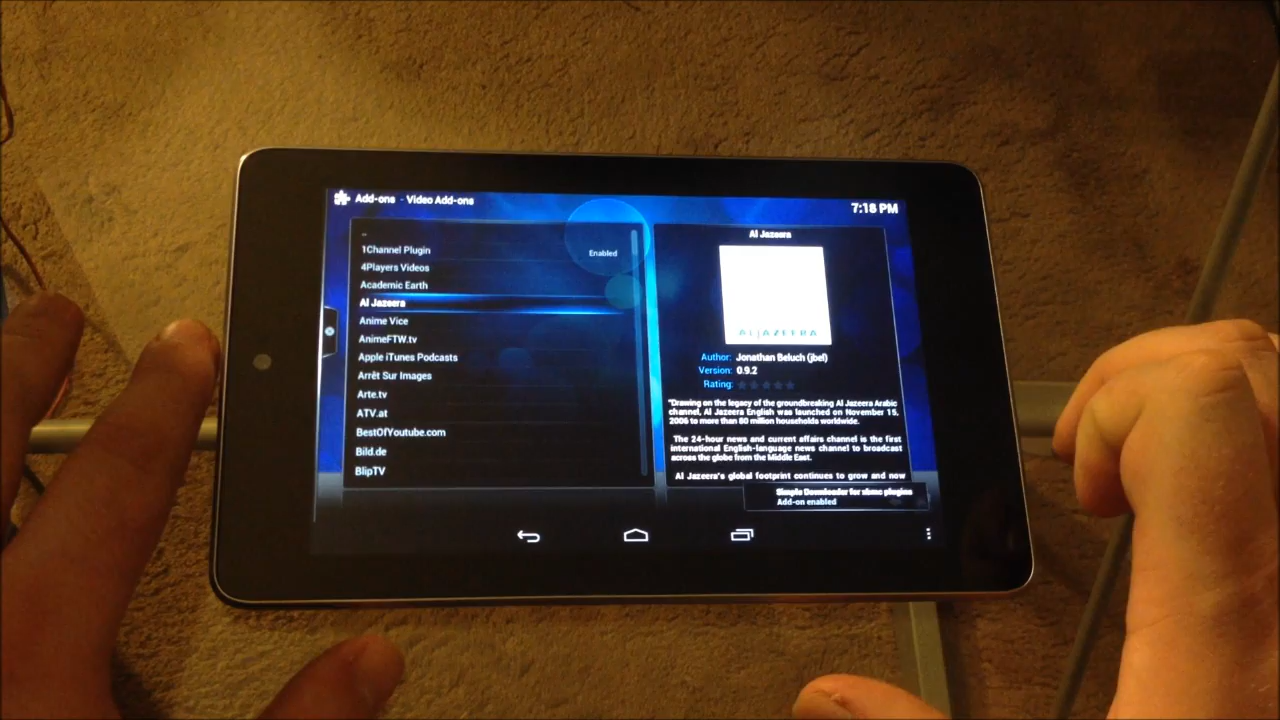 Add-ons - Video Add-ons
7:18 PM
..
1Channel Plugin
Enabled
4Players Videos
Academic Earth
Al Jazeera
Anime Vice
AnimeFTW.tv
Apple iTunes Podcasts
Arrêt Sur Images
Arte.tv
ATV.at
BestOfYoutube.com
Bild.de
BlipTV
Al Jazeera
ALJAZEERA
Author: Jonathan Beluch (jbel)
Version: 0.9.2
Rating:
"Drawing on the legacy of the groundbreaking Al Jazeera Arabic
channel, Al Jazeera English was launched on November 15,
2006 to more than 80 million households worldwide.
The 24-hour news and current affairs channel is the first
international English-language news channel to broadcast
across the globe from the Middle East.
Al Jazeera's global footprint continues to grow and now
Simple Downloader for xbmc plugins
Add-on enabled